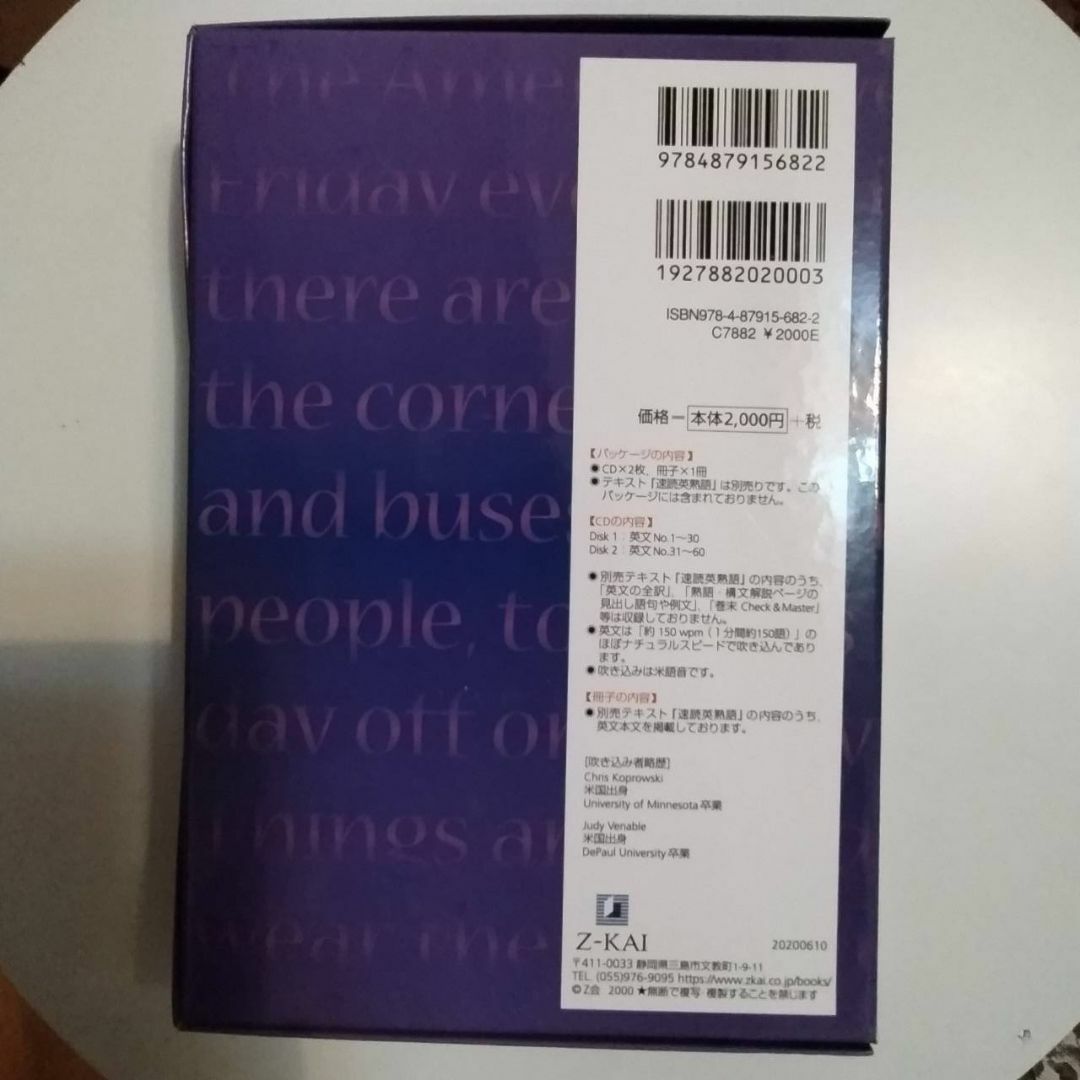 The Ame
Friday eve
there are
the corne
and buses
people, to
day off or
Things ar
wear the
9784879156822
1927882020003
ISBN978-4-87915-682-2
C7882 ¥2000E
価格ー本体2,000円+税
【パッケージの内容】
●CD×2枚、冊子×1冊
●テキスト「速読英熟語」は別売りです。この
パッケージには含まれておりません。
【CDの内容】
Disk 1：英文No.1～30
Disk 2：英文No.31～60
●別売テキスト「速読英熟語」の内容のうち、
「英文の全訳」、「熟語・構文解説ページの
見出し語句や例文」、「巻末 Check & Master」
等は収録しておりません。
●英文は「約 150 wpm（1分間約150語）」の
ほぼナチュラルスピードで吹き込んであり
ます。
●吹き込みは米語音です。
【冊子の内容】
●別売テキスト「速読英熟語」の内容のうち、
英文本文を掲載しております。
[吹き込み者略歴]
Chris Koprowski
米国出身
University of Minnesota 卒業
Judy Venable
米国出身
DePaul University 卒業
Z-KAI
20200610
〒411-0033 静岡県三島市文教町1-9-11
TEL. (055)976-9095 https://www.zkai.co.jp/books/
©Z会 2000 ★無断で複写・複製することを禁じます